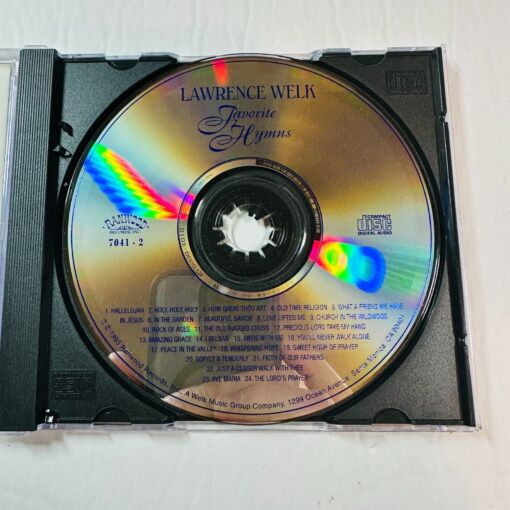 LAWRENCE WELK
Favorite
Hymns
RANWOOD
RECORDS INC.
7041 - 2
COMPACT
disc
DIGITAL AUDIO
1. HALLELUJAH 2. HOLY, HOLY, HOLY 3. HOW GREAT THOU ART 4. OLD TIME RELIGION 5. WHAT A FRIEND WE HAVE
IN JESUS 6. IN THE GARDEN 7. BEAUTIFUL SAVIOR 8. LOVE LIFTED ME 9. CHURCH IN THE WILDWOOD
10. ROCK OF AGES 11. THE OLD RUGGED CROSS 12. PRECIOUS LORD TAKE MY HAND
13. AMAZING GRACE 14. I BELIEVE 15. ABIDE WITH ME 16. YOU'LL NEVER WALK ALONE
17. PEACE IN THE VALLEY 18. WHISPERING HOPE 19. SWEET HOUR OF PRAYER
20. SOFTLY & TENDERLY 21. FAITH OF OUR FATHERS
22. JUST A CLOSER WALK WITH THEE
23. AVE MARIA 24. THE LORD'S PRAYER
Ranwood Records, A Welk Music Group Company, 1299 Ocean Avenue, Santa Monica, CA 90401